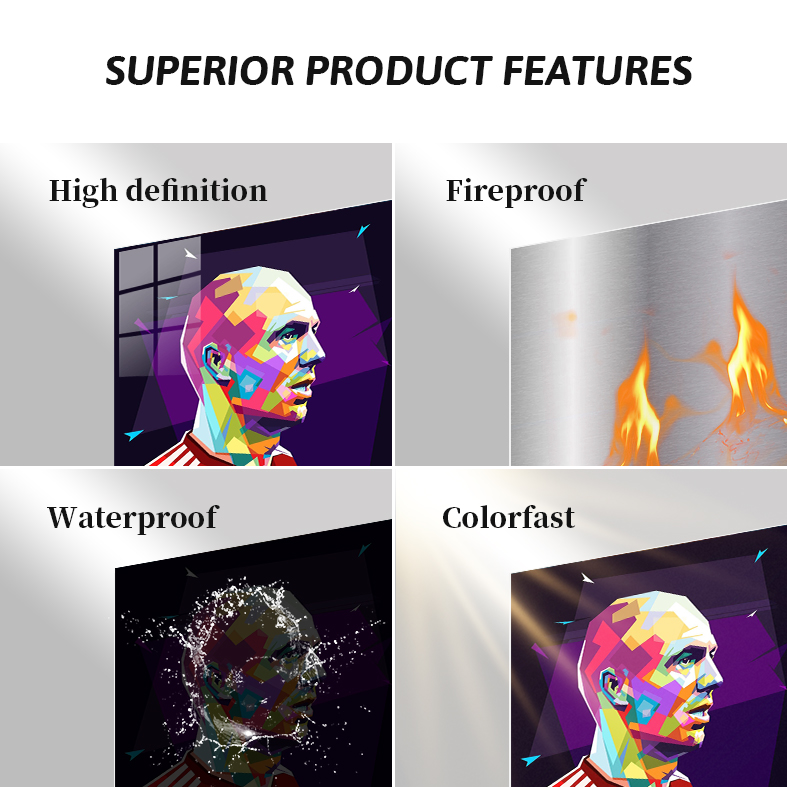 SUPERIOR PRODUCT FEATURES
High definition
Fireproof
Waterproof
Colorfast